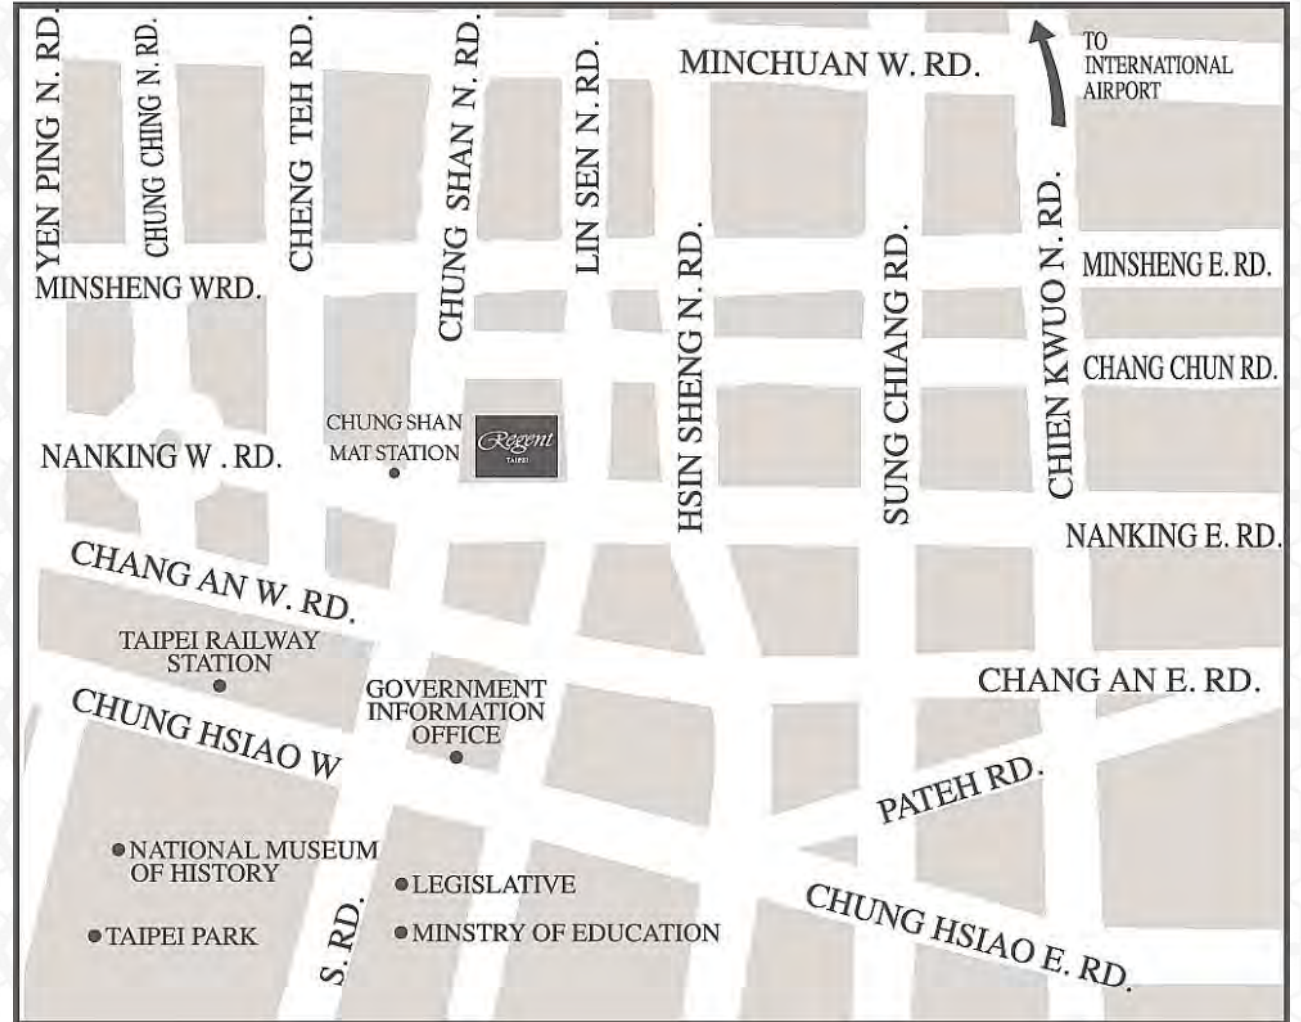 YEN PING N. RD.
CHUNG CHING N. RD.
CHENG TEH RD.
CHUNG SHAN N. RD.
LIN SEN N. RD.
MINCHUAN W. RD.
TO
INTERNATIONAL
AIRPORT
HSIN SHENG N. RD.
SUNG CHIANG RD.
CHIEN KWUO N. RD.
MINSHENG E. RD.
MINSHENG WRD.
CHANG CHUN RD.
CHUNG SHAN
MAT STATION
Regent
TAIPEI
NANKING W . RD.
NANKING E. RD.
CHANG AN W. RD.
TAIPEI RAILWAY
STATION
GOVERNMENT
INFORMATION
OFFICE
CHANG AN E. RD.
CHUNG HSIAO W
PATEH RD.
NATIONAL MUSEUM
OF HISTORY
LEGISLATIVE
CHUNG HSIAO E. RD.
TAIPEI PARK
S. RD.
MINSTRY OF EDUCATION